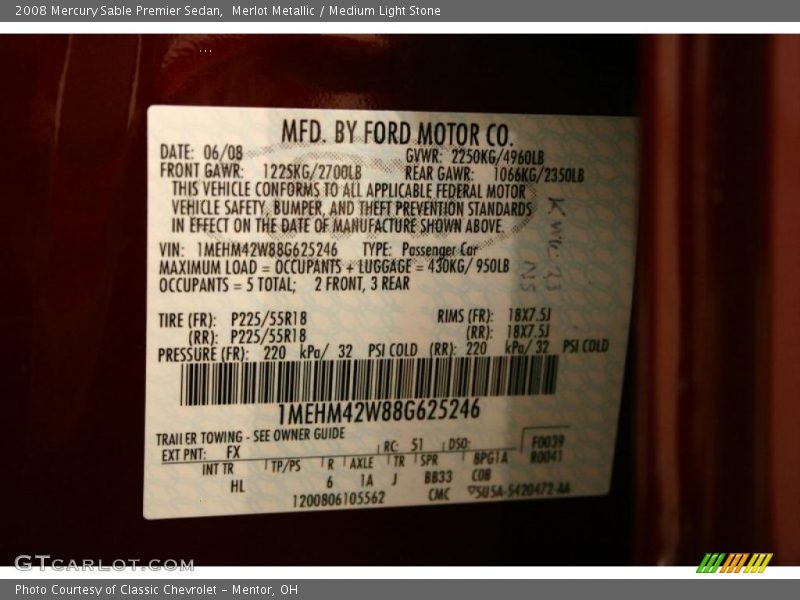 2008 Mercury Sable Premier Sedan,  Merlot Metallic / Medium Light Stone
MFD. BY FORD MOTOR CO.
DATE: 06/08 GVWR: 2250KG/4960LB
FRONT GAWR: 1225KG/2700LB REAR GAWR: 1066KG/2350LB
THIS VEHICLE CONFORMS TO ALL APPLICABLE FEDERAL MOTOR
VEHICLE SAFETY, BUMPER, AND THEFT PREVENTION STANDARDS
IN EFFECT ON THE DATE OF MANUFACTURE SHOWN ABOVE.
VIN: 1MEHM42W88G625246 TYPE: Passenger Car
MAXIMUM LOAD = OCCUPANTS + LUGGAGE = 430KG/ 950LB
OCCUPANTS = 5 TOTAL; 2 FRONT, 3 REAR
TIRE (FR): P225/55R18 RIMS (FR): 18X7.5J
(RR): P225/55R18 (RR): 18X7.5J
PRESSURE (FR): 220 kPa/ 32 PSI COLD (RR): 220 kPa/ 32 PSI COLD
1MEHM42W88G625246
TRAILER TOWING - SEE OWNER GUIDE
EXT PNT: FX RC: 51 DSO: F0039
INT TR TP/PS R AXLE TR SPR BPG1A R0041
HL 6 1A J BB33 C0B
1200806105562 CMC
GTCARLOT.COM
Photo Courtesy of Classic Chevrolet - Mentor, OH